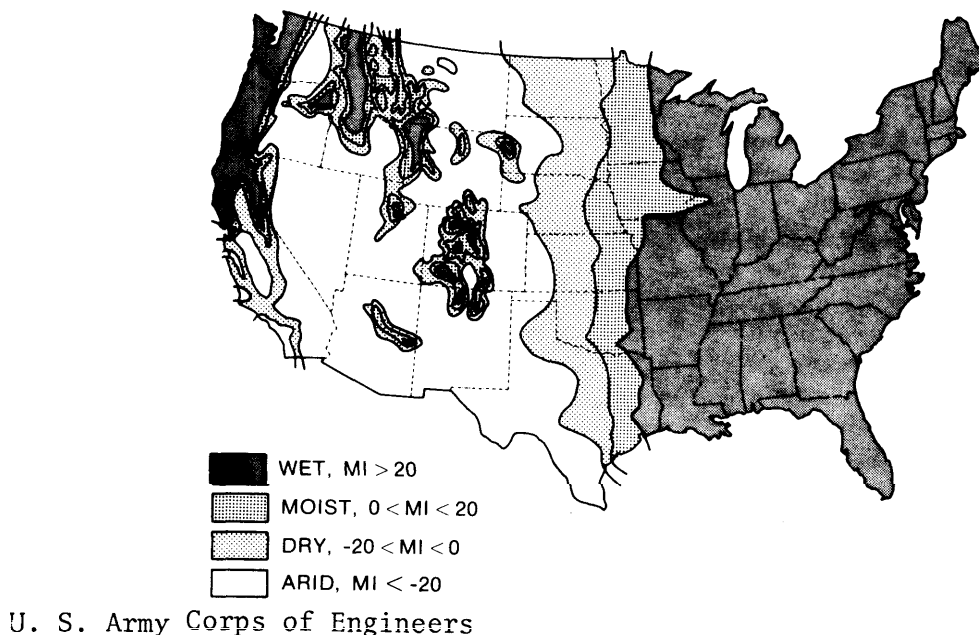 WET, MI > 20
MOIST, 0 < MI < 20
DRY, -20 < MI < 0
ARID, MI < -20
U. S. Army Corps of Engineers